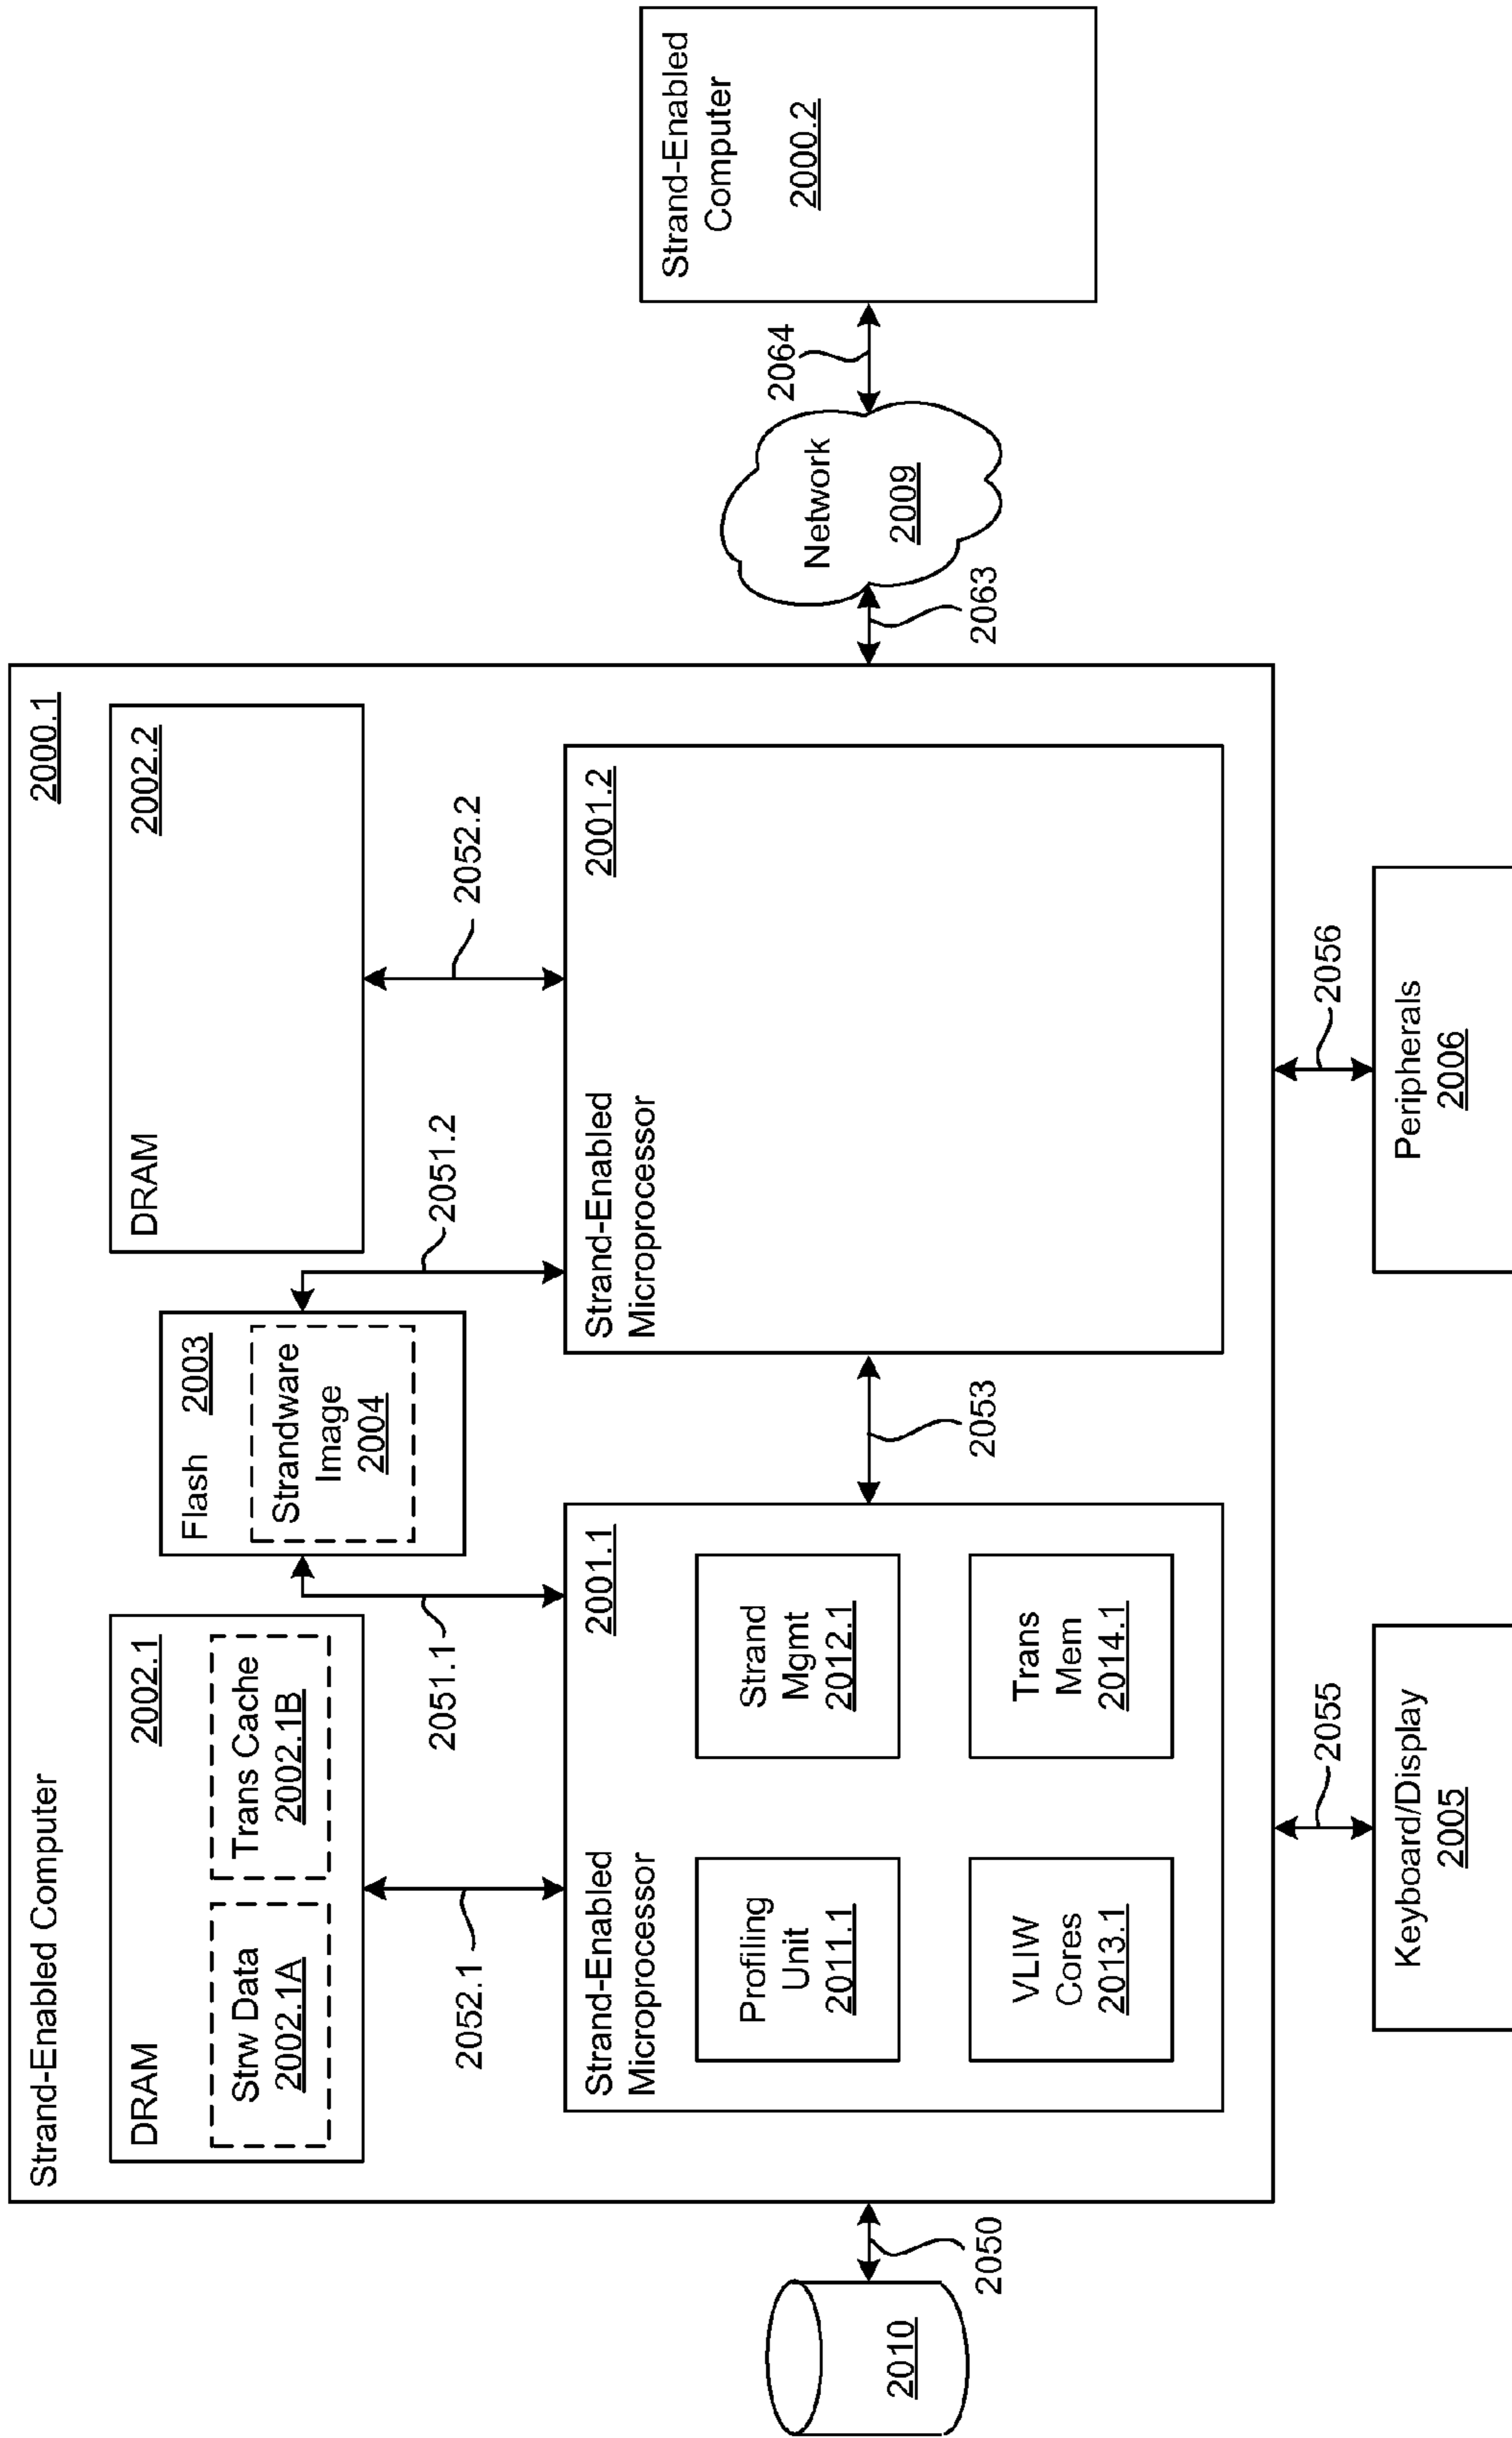 Strand-Enabled Computer
2000.1
DRAM
2002.1
Strw Data
2002.1A
Trans Cache
2002.1B
Flash 2003
Strandware
Image
2004
DRAM
2002.2
2052.1
2051.1
2051.2
2052.2
Strand-Enabled
Microprocessor
2001.1
Profiling
Unit
2011.1
Strand
Mgmt
2012.1
VLIW
Cores
2013.1
Trans
Mem
2014.1
2053
Strand-Enabled
Microprocessor
2001.2
2010
2050
2063
Network
2009
2064
Strand-Enabled
Computer
2000.2
2055
2056
Keyboard/Display
2005
Peripherals
2006